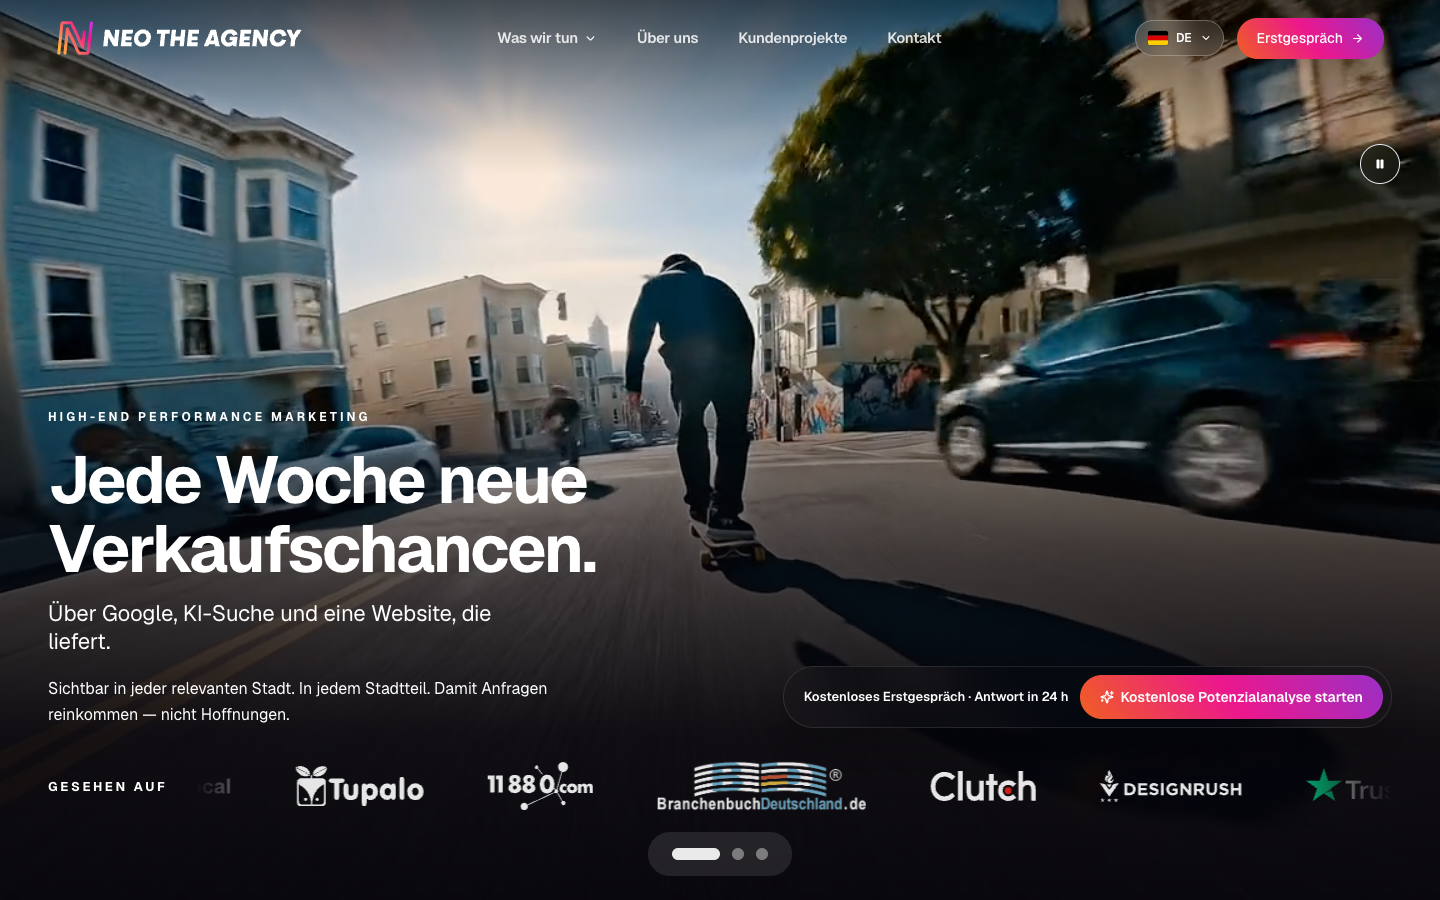 NEO THE AGENCY
Was wir tun
Über uns
Kundenprojekte
Kontakt
DE
Erstgespräch
HIGH-END PERFORMANCE MARKETING
Jede Woche neue
Verkaufschancen.
Über Google, KI-Suche und eine Website, die
liefert.
Sichtbar in jeder relevanten Stadt. In jedem Stadtteil. Damit Anfragen
reinkommen — nicht Hoffnungen.
Kostenloses Erstgespräch · Antwort in 24 h
Kostenlose Potenzialanalyse starten
GESEHEN AUF
cal
Tupalo
11880.com
BranchenbuchDeutschland.de ®
Clutch
DESIGNRUSH
Trus